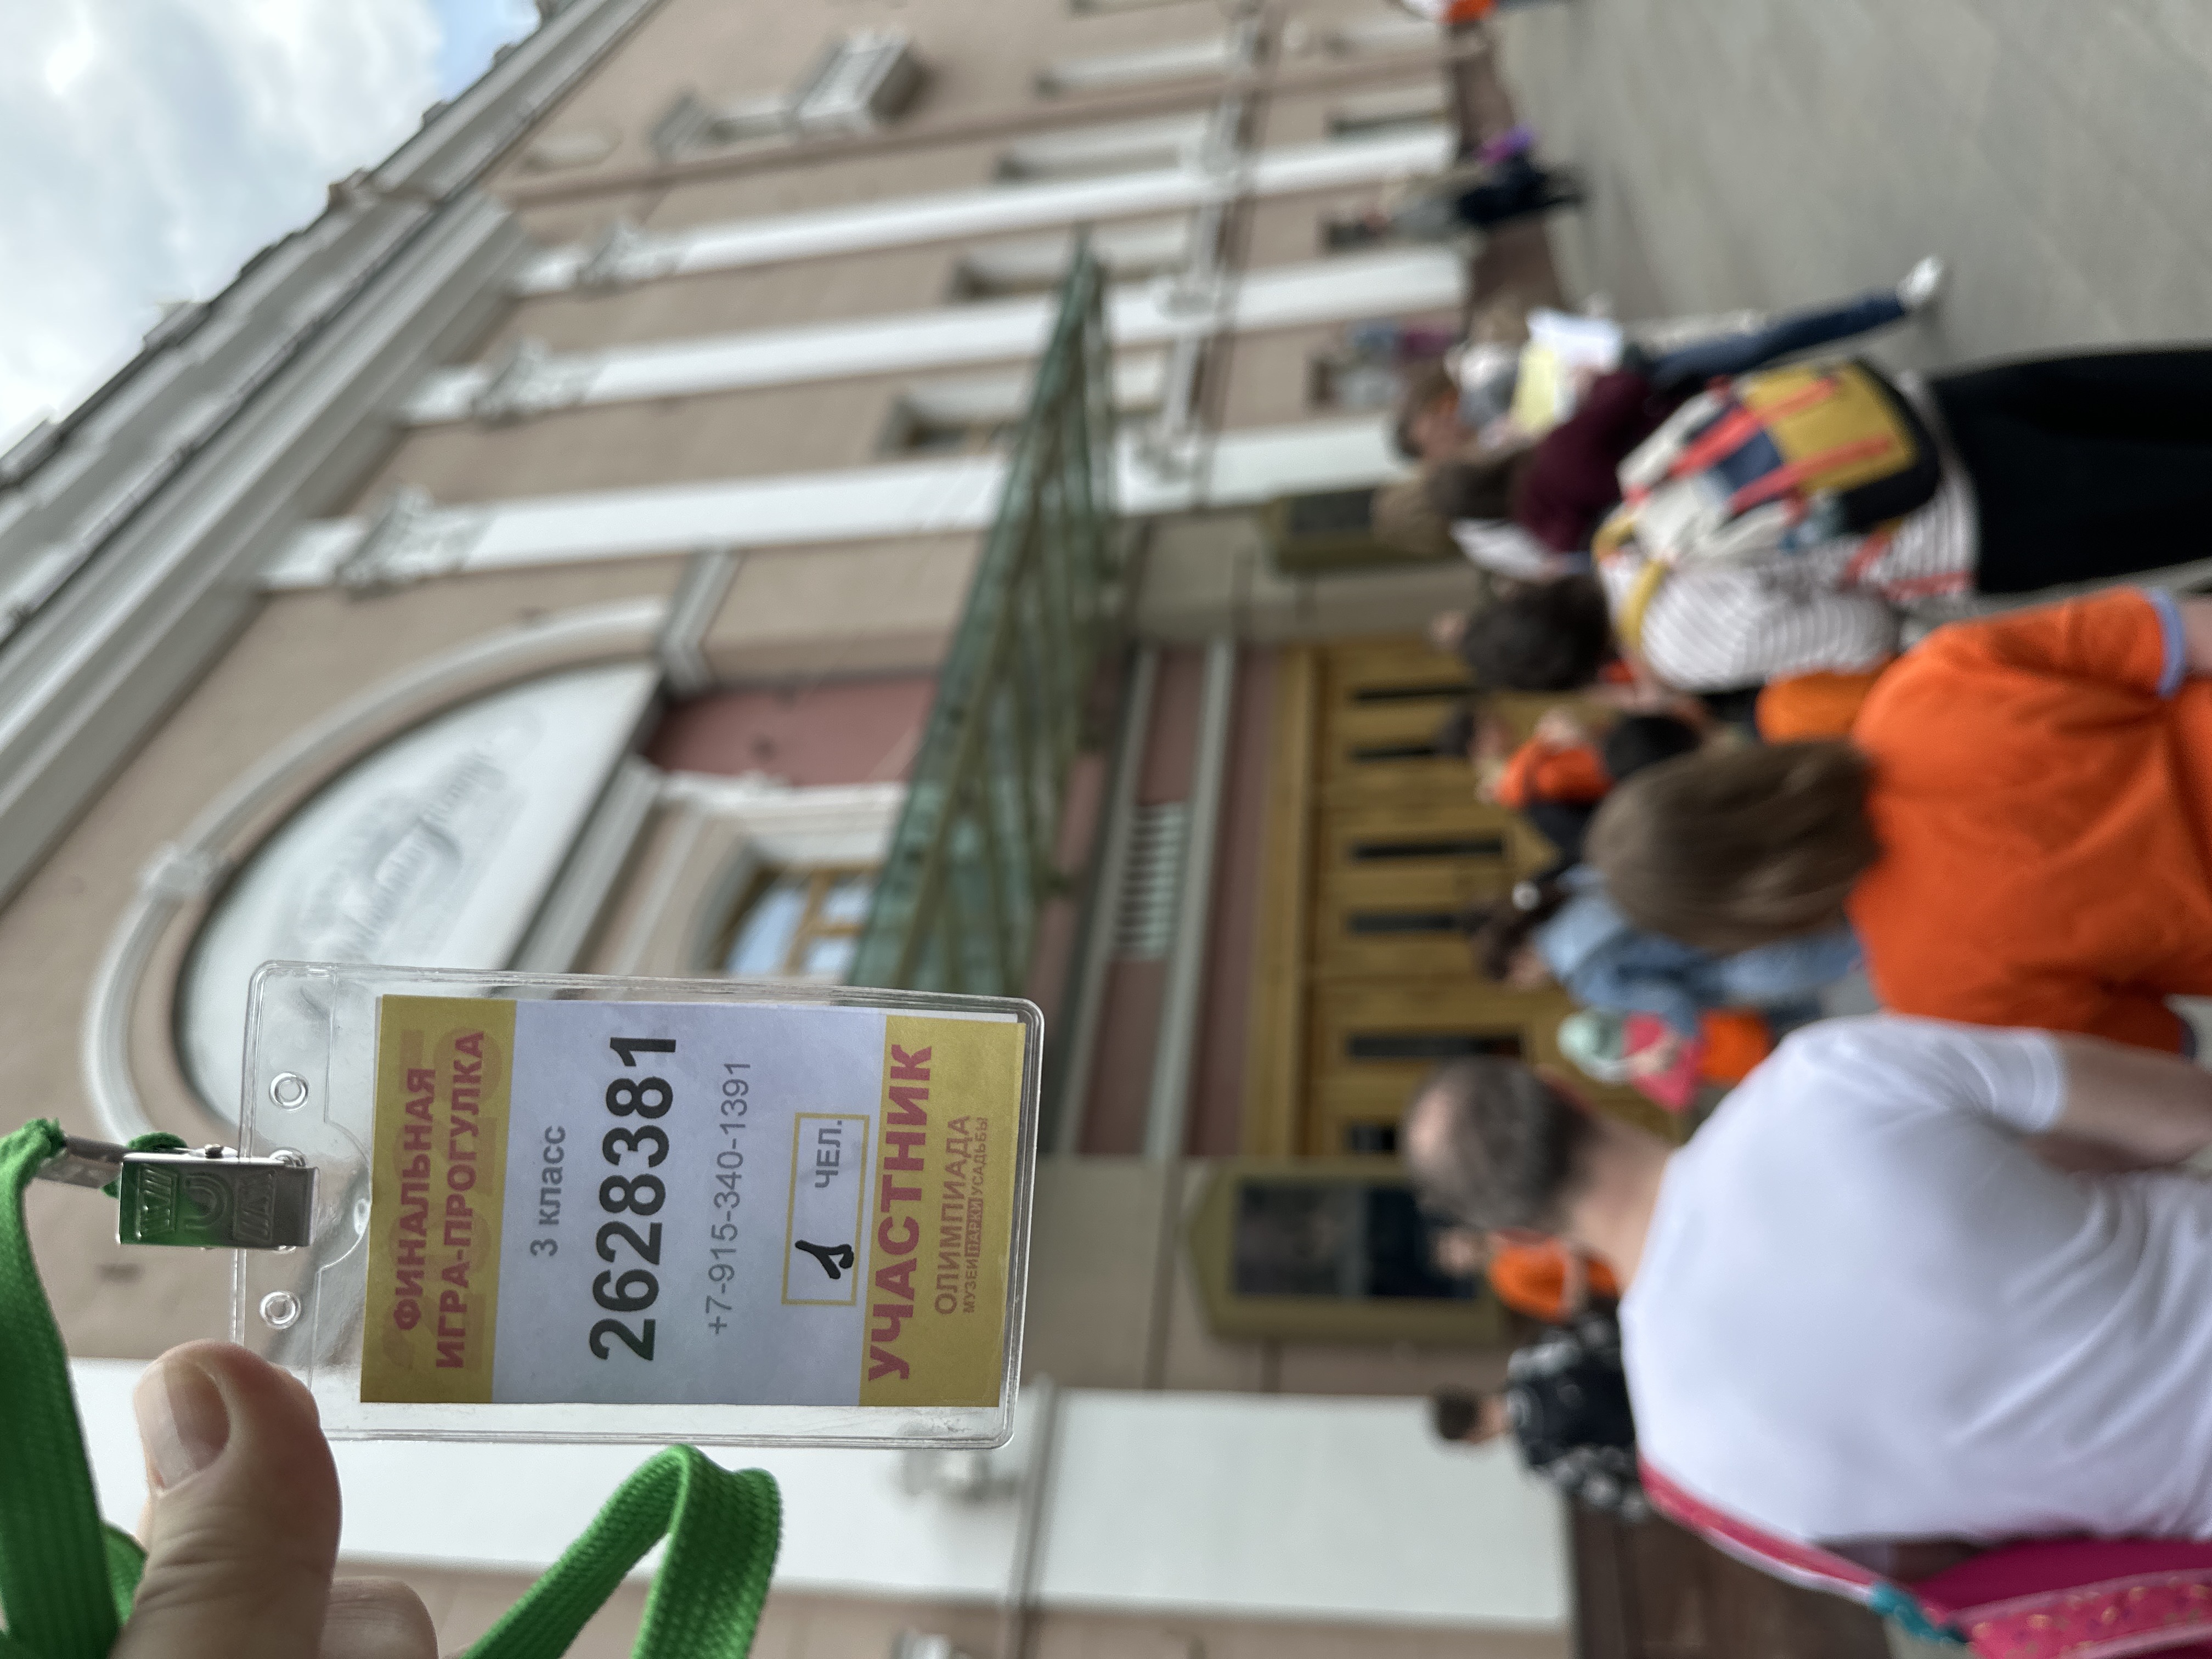 ФИНАЛЬНАЯ
ИГРА-ПРОГУЛКА
3 класс
2628381
+7-915-340-1391
1 ЧЕЛ.
УЧАСТНИК
ОЛИМПИАДА
МУЗЕИ ПАРКИ УСАДЬБЫ